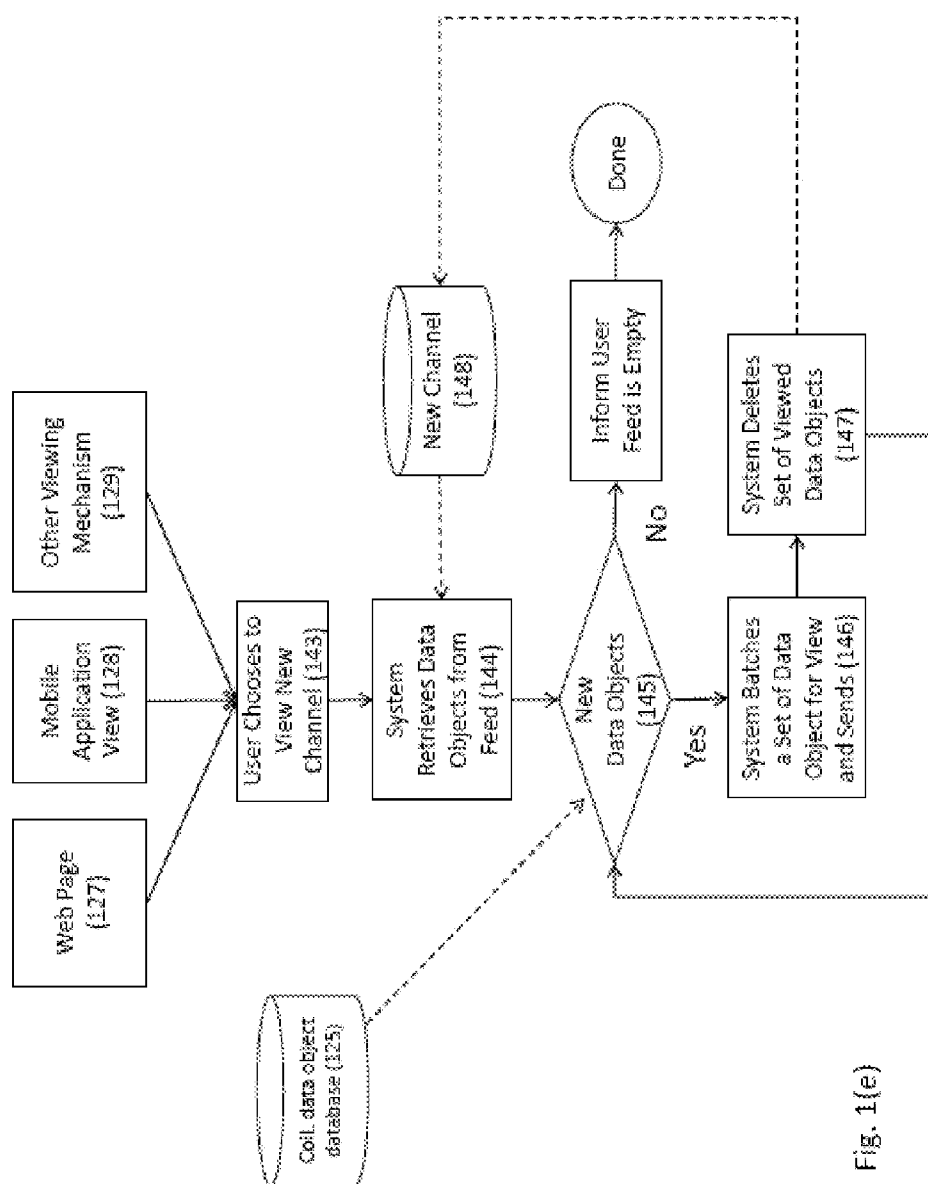 Web Page
(127)
Mobile
Application
View (128)
Other Viewing
Mechanism
(129)
User Chooses to
View New
Channel (143)
CoiL data object
database (125)
System
Retrieves Data
Objects from
Feed (144)
New Channel
(148)
New
Data Objects
(145)
No
Inform User
Feed is Empty
Done
Yes
System Batches
a Set of Data
Object for View
and Sends (146)
System Deletes
Set of Viewed
Data Objects
(147)
Fig. 1(e)